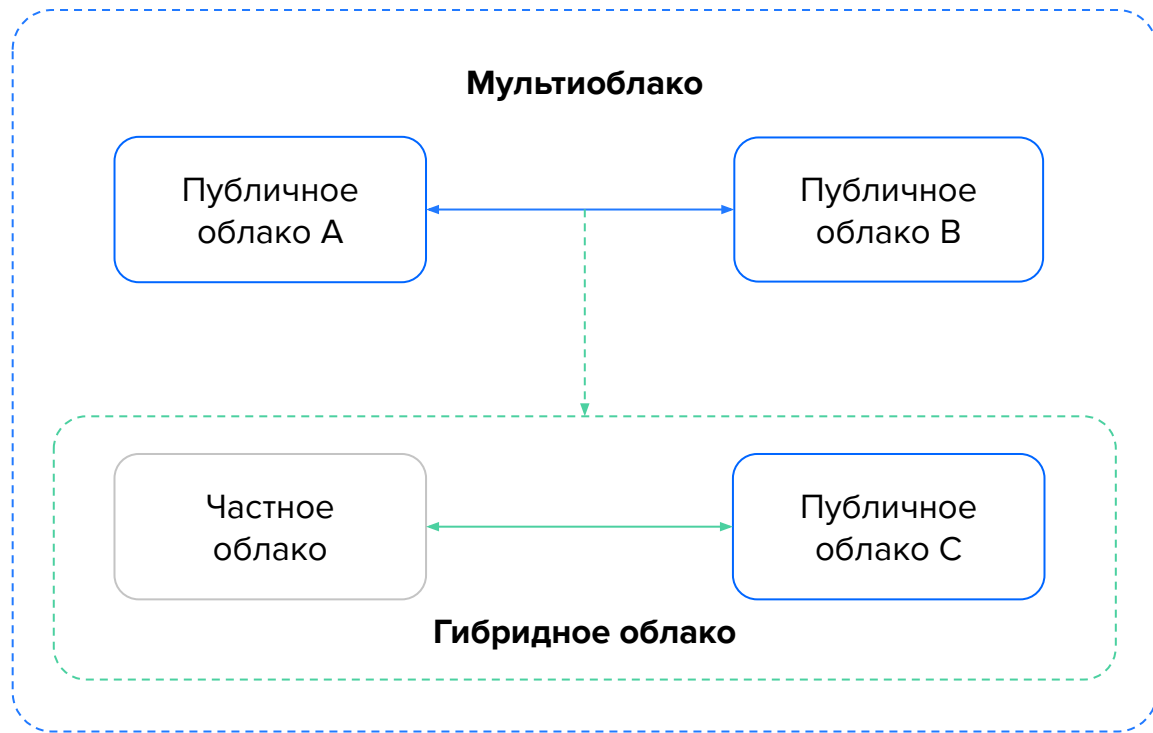 Мультиоблако
Публичное
облако A
Публичное
облако B
Частное
облако
Публичное
облако C
Гибридное облако